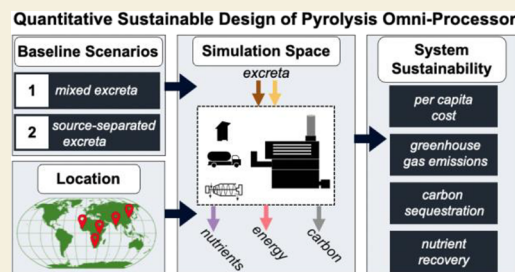 Quantitative Sustainable Design of Pyrolysis Omni-Processor
Baseline Scenarios
1 mixed excreta
2 source-separated
excreta
Location
Simulation Space
excreta
nutrients
energy
carbon
System
Sustainability
per capita
cost
greenhouse
gas emissions
carbon
sequestration
nutrient
recovery